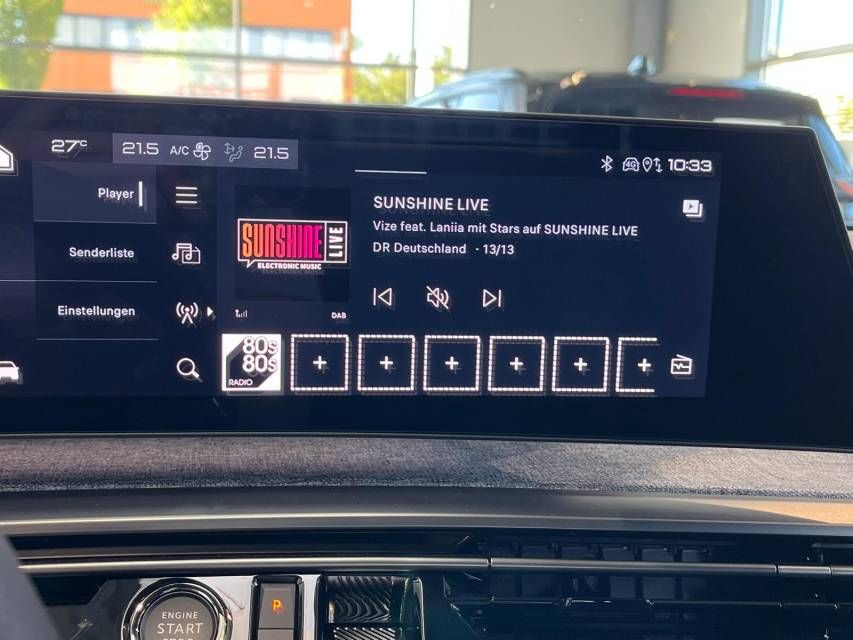 27°C
21.5 A/C 21.5
4G
10:33
Player
Senderliste
Einstellungen
SUNSHINE LIVE
ELECTRONIC MUSIC
DAB
SUNSHINE LIVE
Vize feat. Laniia mit Stars auf SUNSHINE LIVE
DR Deutschland - 13/13
80s
80s
RADIO
+ + + + + +
ENGINE
START
P